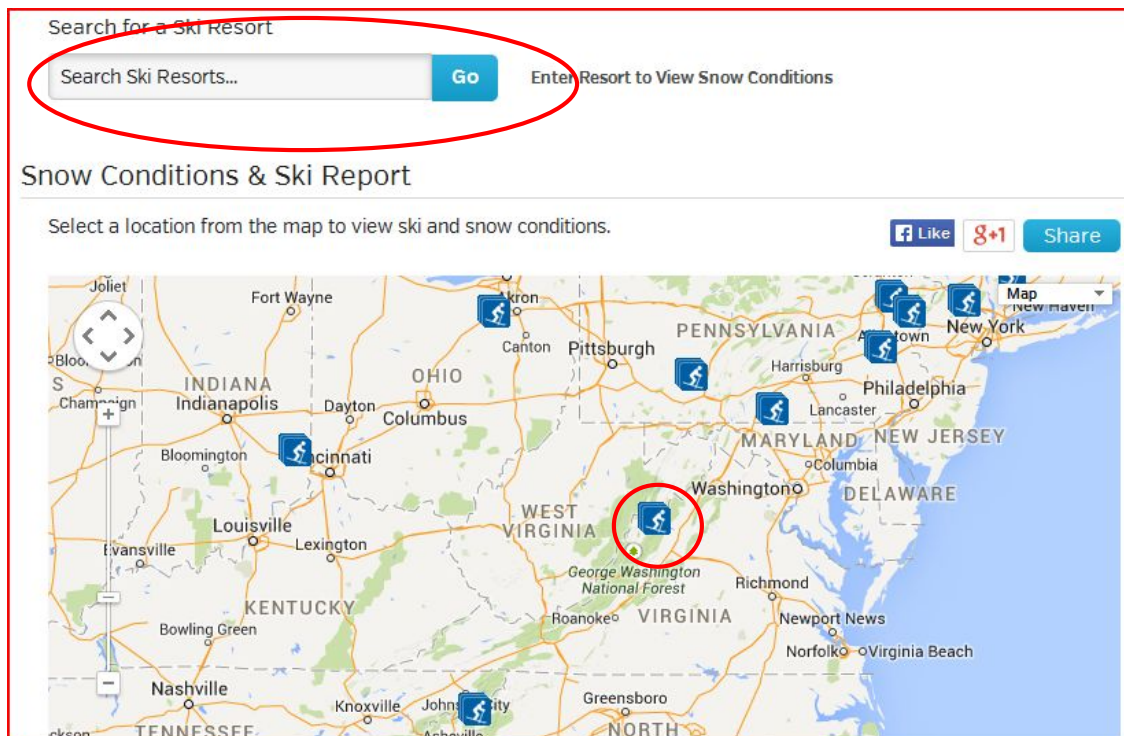 Search for a Ski Resort
Search Ski Resorts...
Go
Enter Resort to View Snow Conditions
Snow Conditions & Ski Report
Select a location from the map to view ski and snow conditions.
Like
g+1
Share
Joliet
Fort Wayne
Akron
Map
New Haven
New York
PENNSYLVANIA
Canton
Pittsburgh
Harrisburg
OHIO
INDIANA
Indianapolis
Champaign
Dayton
Columbus
Philadelphia
Lancaster
MARYLAND
NEW JERSEY
Bloomington
Cincinnati
Columbia
Washington
DELAWARE
WEST
VIRGINIA
Louisville
Evansville
Lexington
George Washington
National Forest
Richmond
KENTUCKY
Roanoke
VIRGINIA
Newport News
Bowling Green
Norfolk
Virginia Beach
Nashville
Knoxville
Greensboro
TENNESSEE
NORTH